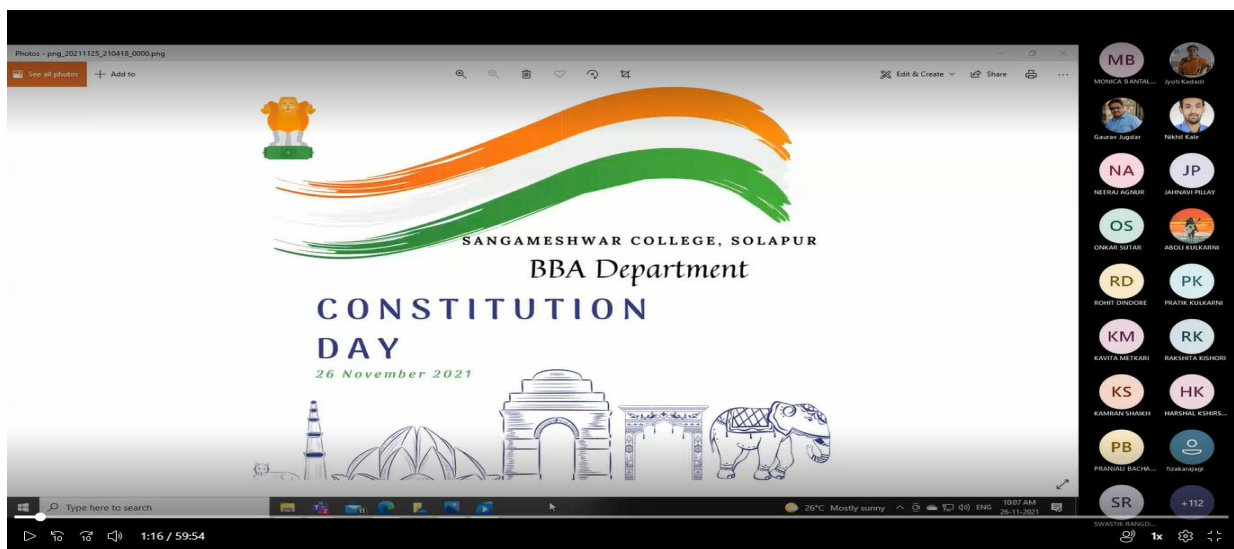 Photos - png_20211125_210418_0000.png
See all photos + Add to Edit & Create Share
SANGAMESHWAR COLLEGE, SOLAPUR
BBA Department
CONSTITUTION
DAY
26 November 2021
MB
MONICA BANTAL... Jyoti Kadadi
Gaurav Jugdar Nikhil Kale
NA JP
NEERAJ AGNUR JAHNAVI PILLAY
OS
ONKAR SUTAR ABOLI KULKARNI
RD PK
ROHIT DINDORE PRATIK KULKARNI
KM RK
KAVITA METKARI RAKSHITA KISHORI
KS HK
KAMRAN SHAIKH HARSHAL KSHIRS...
PB
PRANJALI BACHA... fizakarajagi
SR +112
SWASTIK RANGD...
Type here to search 26°C Mostly sunny ENG 10:07 AM
26-11-2021
10 10 1:16 / 59:54 1x